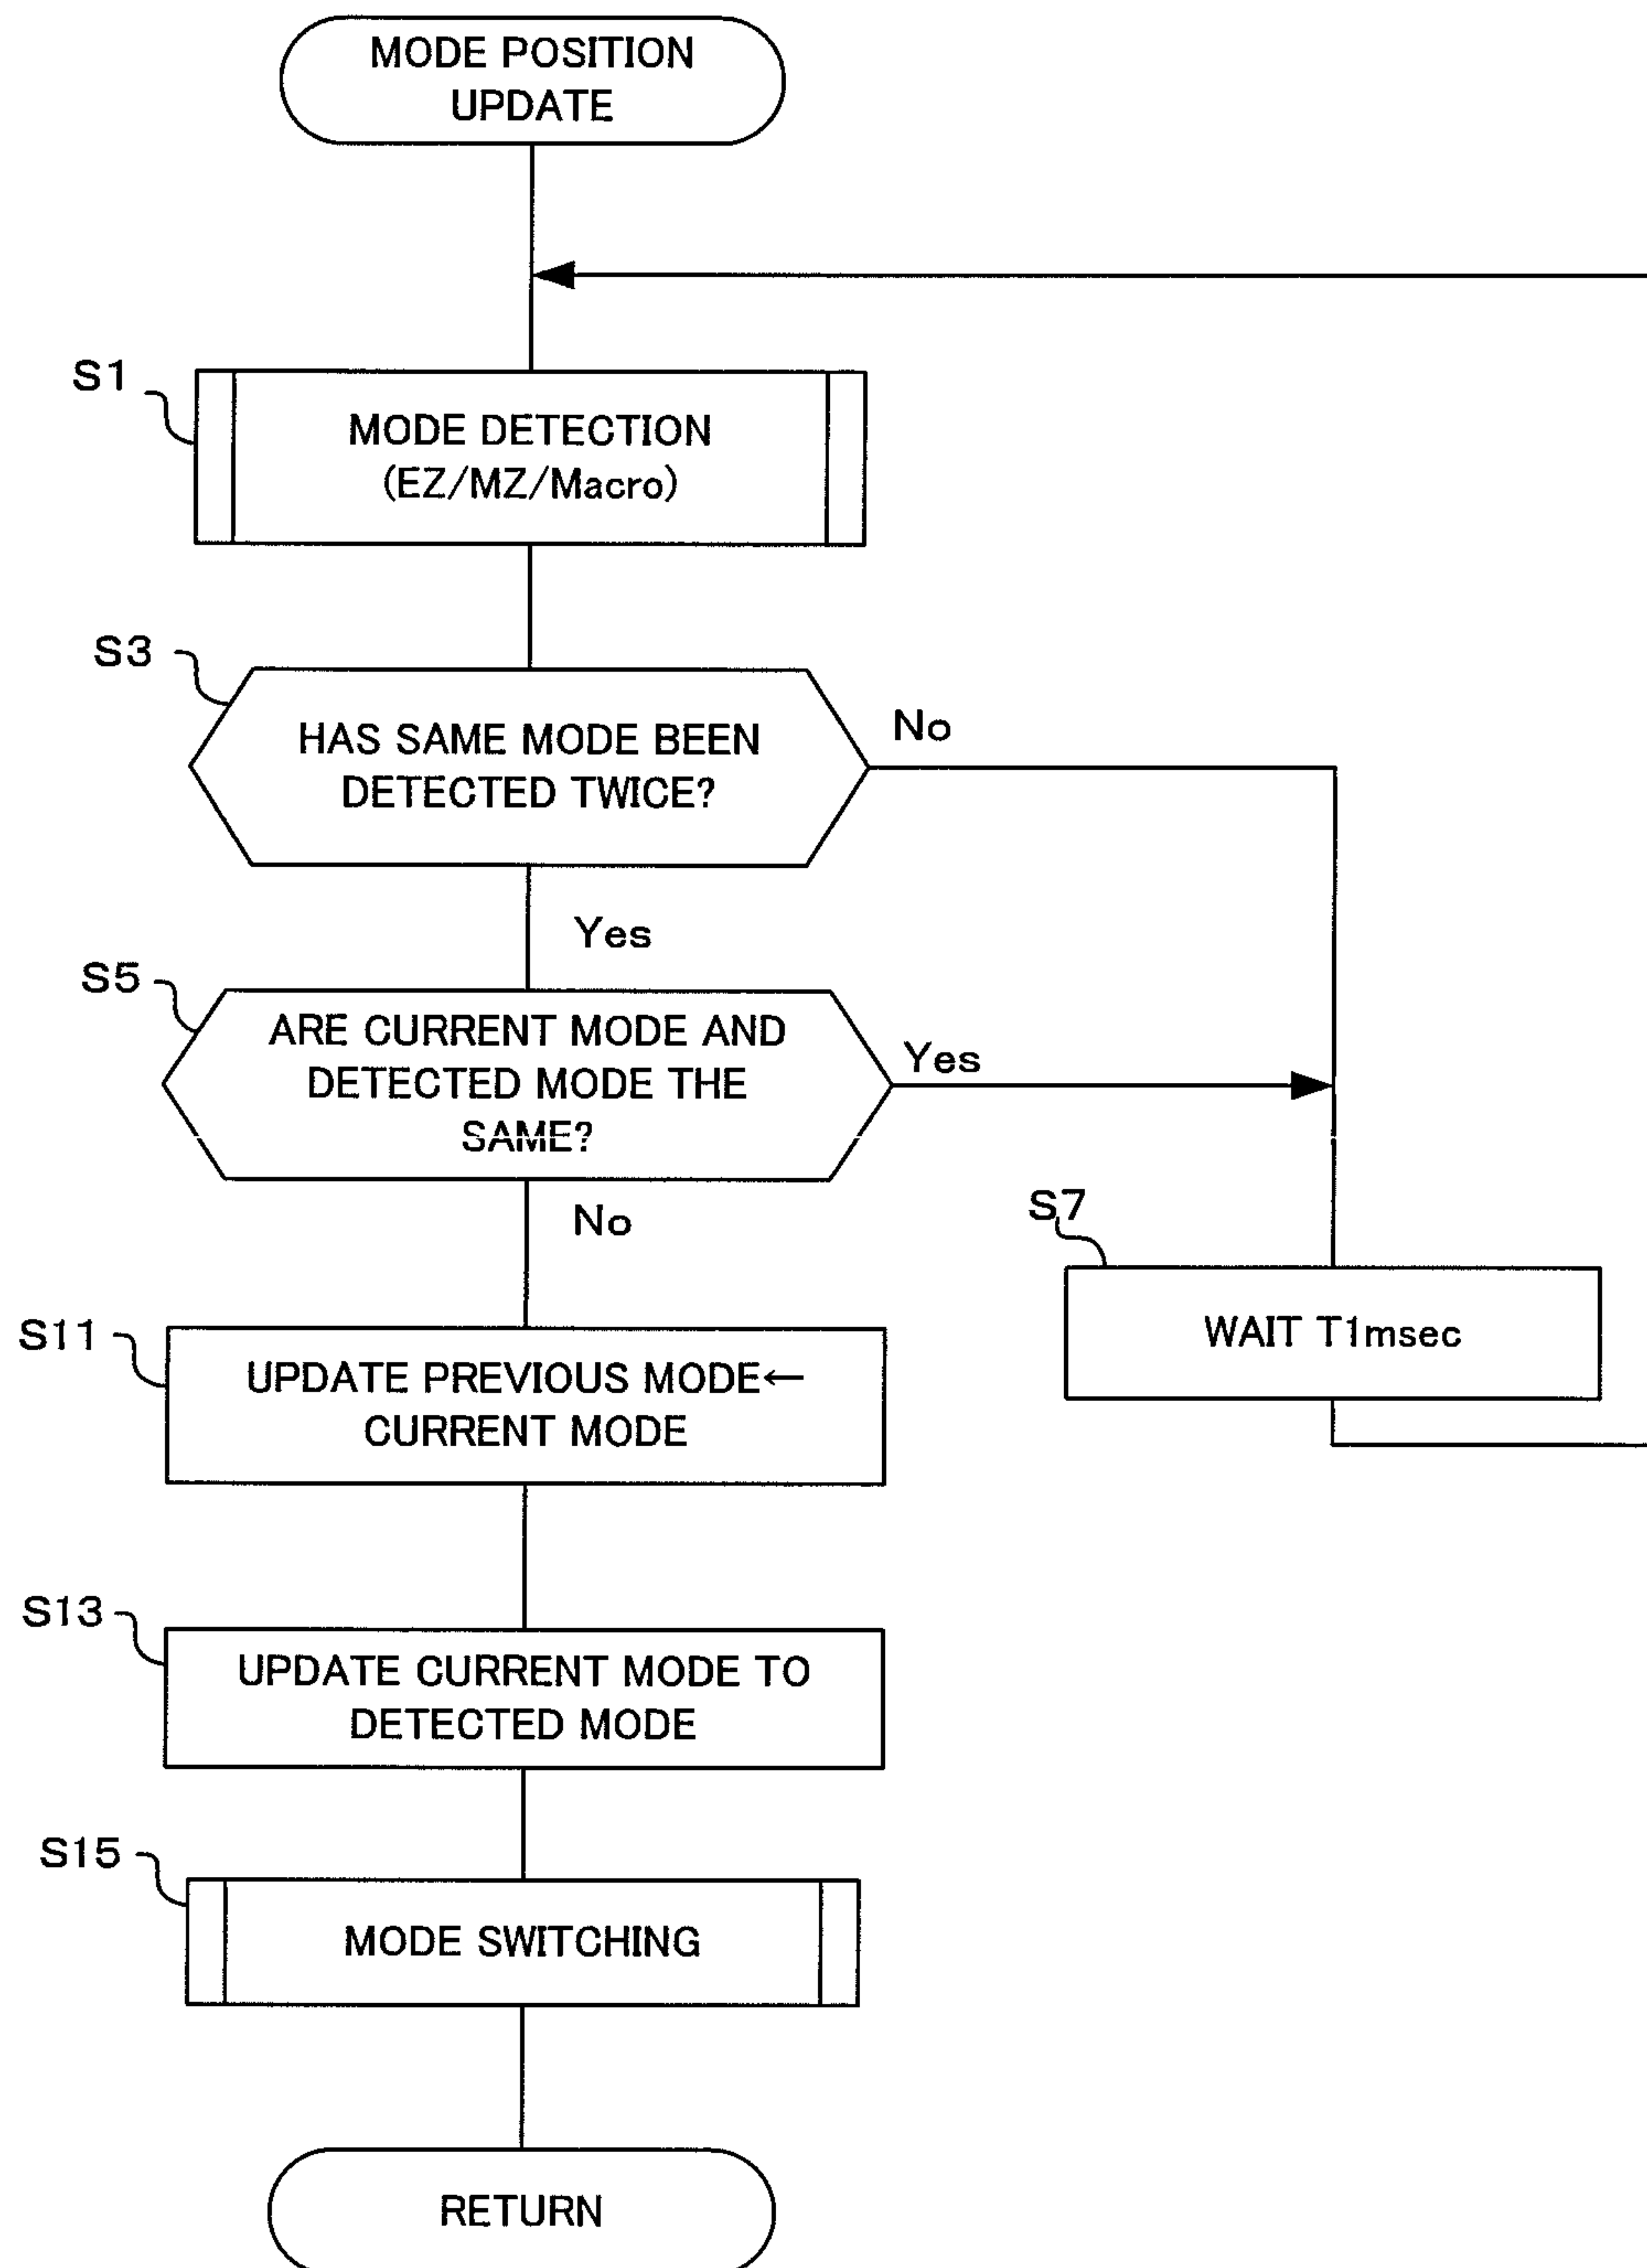 MODE POSITION
UPDATE
S1
MODE DETECTION
(EZ/MZ/Macro)
S3
HAS SAME MODE BEEN
DETECTED TWICE?
No
Yes
S5
ARE CURRENT MODE AND
DETECTED MODE THE
SAME?
Yes
No
S7
WAIT T1msec
S11
UPDATE PREVIOUS MODE←
CURRENT MODE
S13
UPDATE CURRENT MODE TO
DETECTED MODE
S15
MODE SWITCHING
RETURN